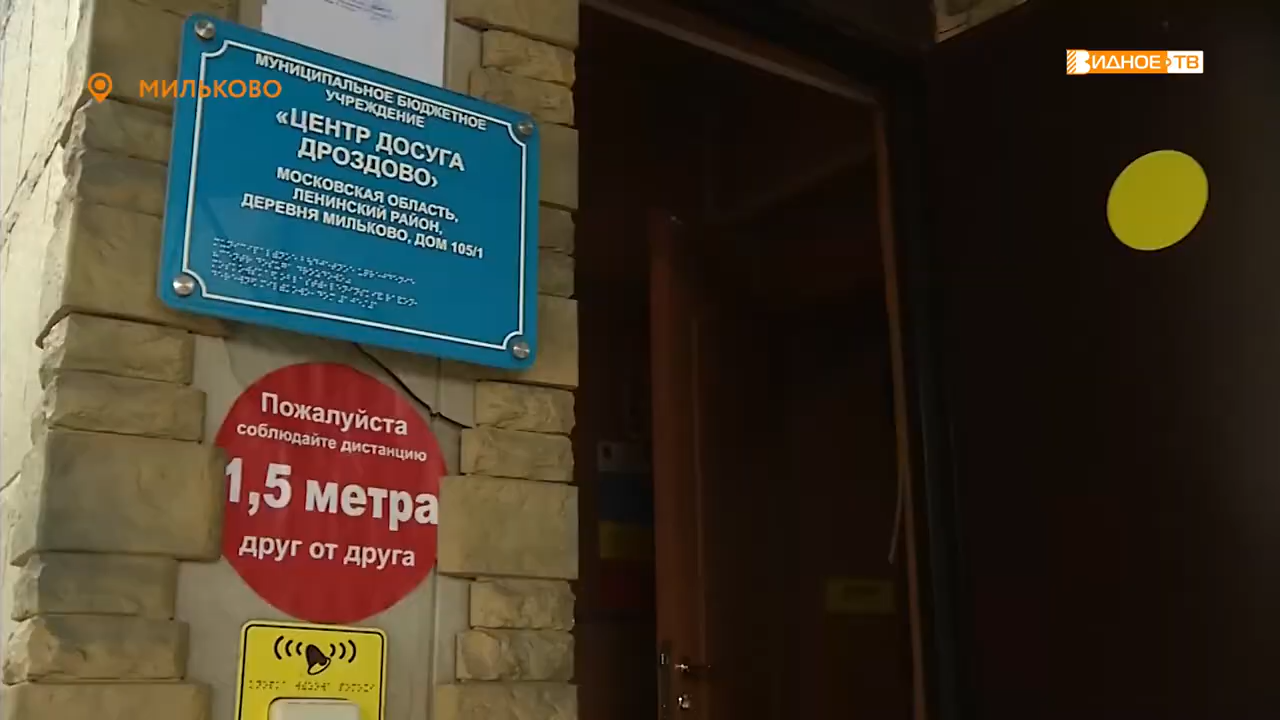 МИЛЬКОВО
ВИДНОЕ ТВ
МУНИЦИПАЛЬНОЕ БЮДЖЕТНОЕ
УЧРЕЖДЕНИЕ
«ЦЕНТР ДОСУГА
ДРОЗДОВО»
МОСКОВСКАЯ ОБЛАСТЬ,
ЛЕНИНСКИЙ РАЙОН,
ДЕРЕВНЯ МИЛЬКОВО, ДОМ 105/1
Пожалуйста
соблюдайте дистанцию
1,5 метра
друг от друга